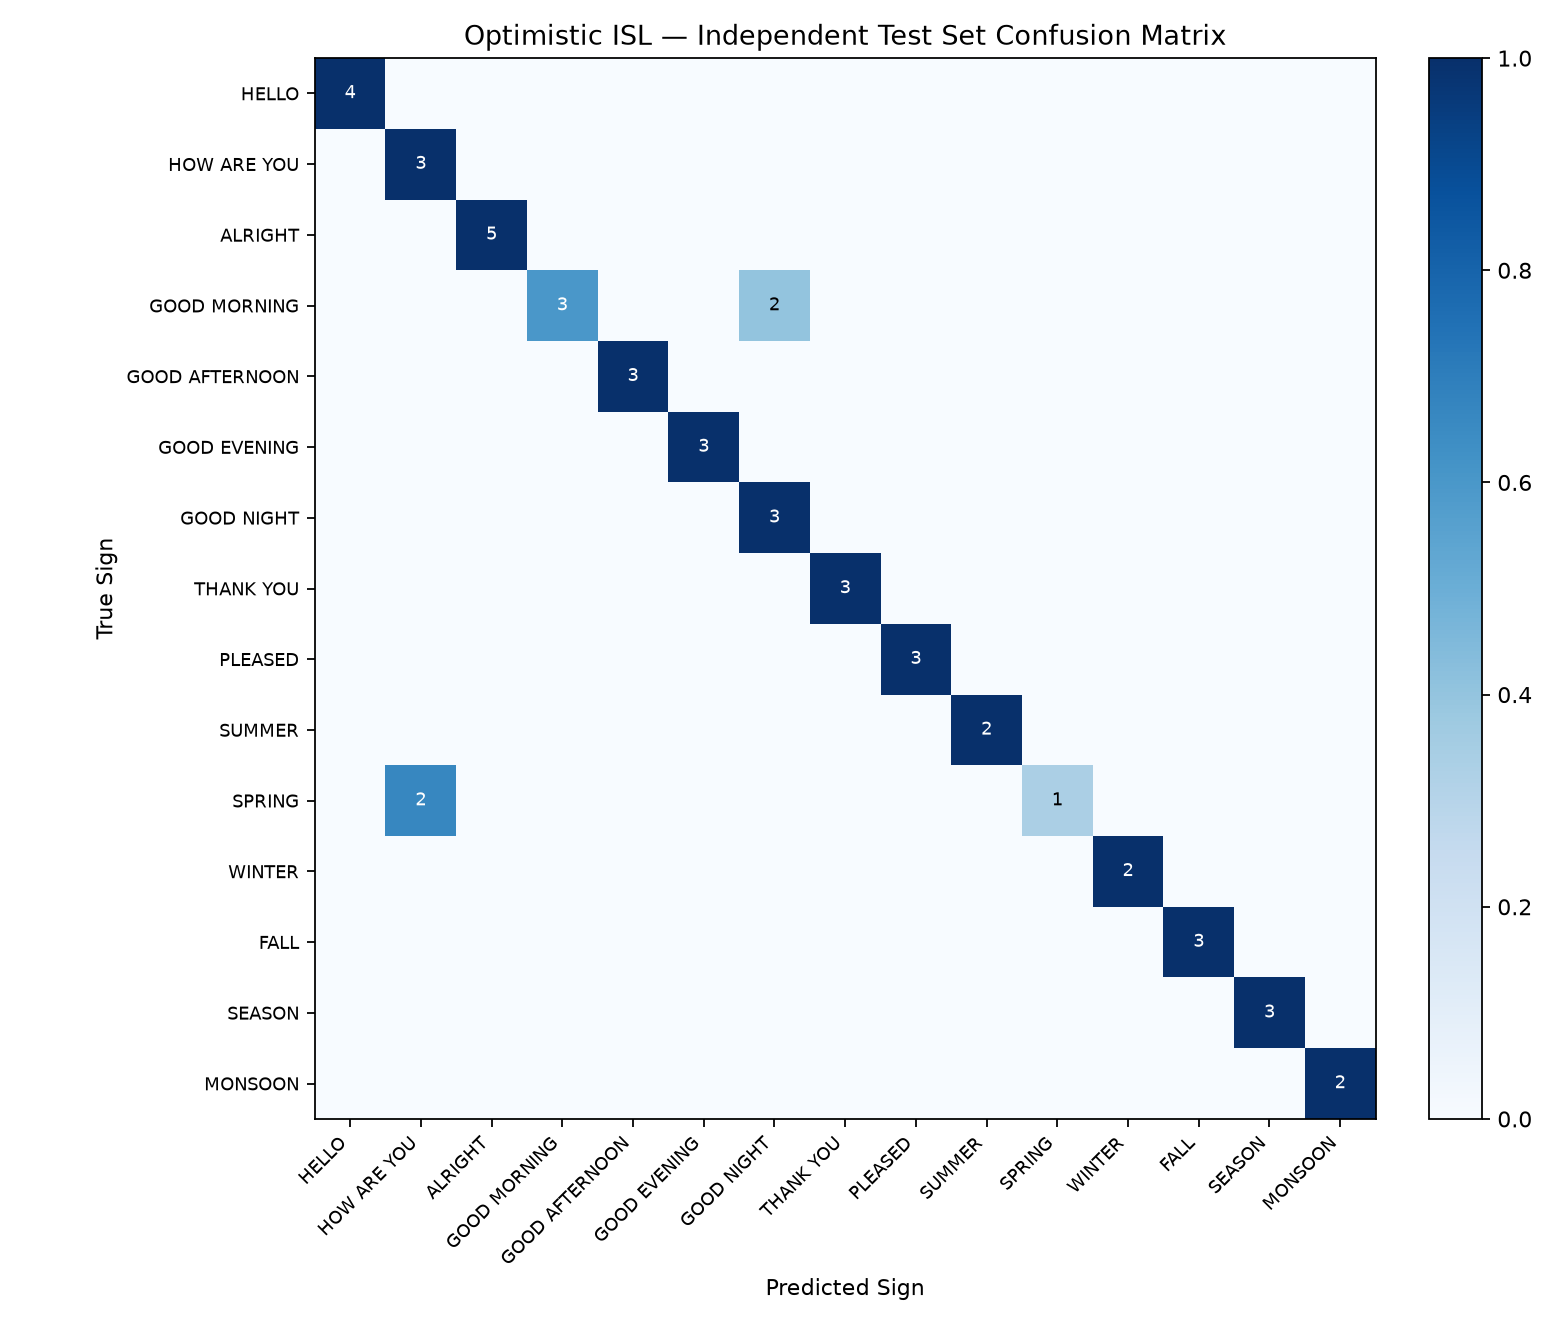 Optimistic ISL — Independent Test Set Confusion Matrix
True Sign
HELLO 4
HOW ARE YOU 3
ALRIGHT 5
GOOD MORNING 3 2
GOOD AFTERNOON 3
GOOD EVENING 3
GOOD NIGHT 3
THANK YOU 3
PLEASED 3
SUMMER 2
SPRING 2 1
WINTER 2
FALL 3
SEASON 3
MONSOON 2
HELLO
HOW ARE YOU
ALRIGHT
GOOD MORNING
GOOD AFTERNOON
GOOD EVENING
GOOD NIGHT
THANK YOU
PLEASED
SUMMER
SPRING
WINTER
FALL
SEASON
MONSOON
Predicted Sign
1.0
0.8
0.6
0.4
0.2
0.0